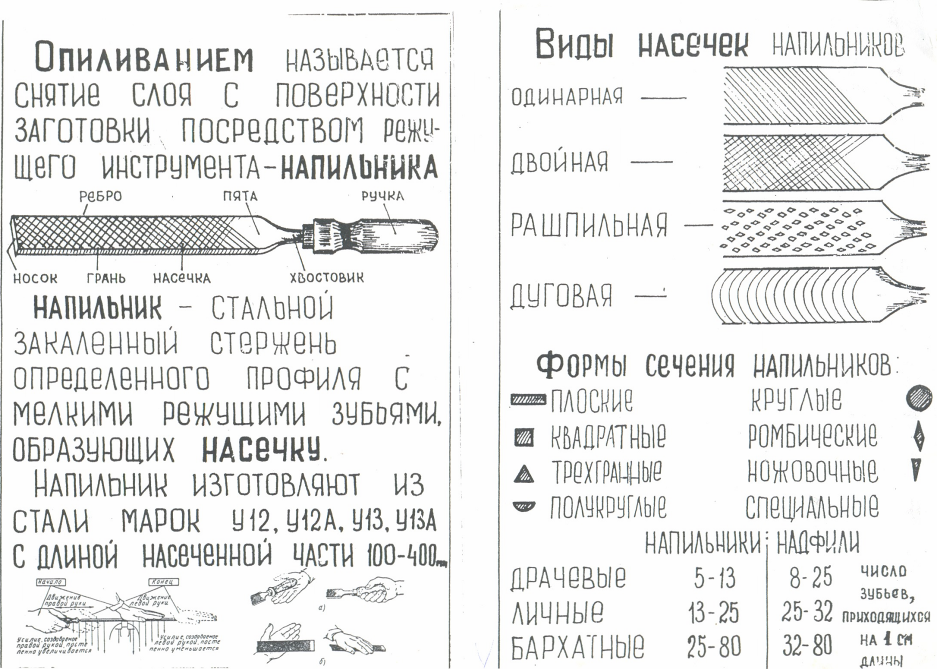 Опиливанием называется
снятие слоя с поверхности
заготовки посредством режу-
щего инструмента-напильника
ребро пята ручка
носок грань насечка хвостовик
Напильник – стальной
закаленный стержень
определенного профиля с
мелкими режущими зубьями,
образующих насечку.
Напильник изготовляют из
стали марок У12, У12А, У13, У13А
с длиной насеченной части 100-400мм
Начало Конец
Движение правой руки Движение левой руки
Усилие, создаваемое правой рукой, постепенно увеличивается
Усилие, создаваемое левой рукой, постепенно уменьшается
а)
б)
Виды насечек напильников
одинарная —
двойная —
рашпильная —
дуговая —
Формы сечения напильников:
плоские круглые
квадратные ромбические
трехгранные ножовочные
полукруглые специальные
напильники надфили
драчевые 5-13 8-25
личные 13-25 25-32
бархатные 25-80 32-80
число
зубьев,
приходящихся
на 1 см
длины